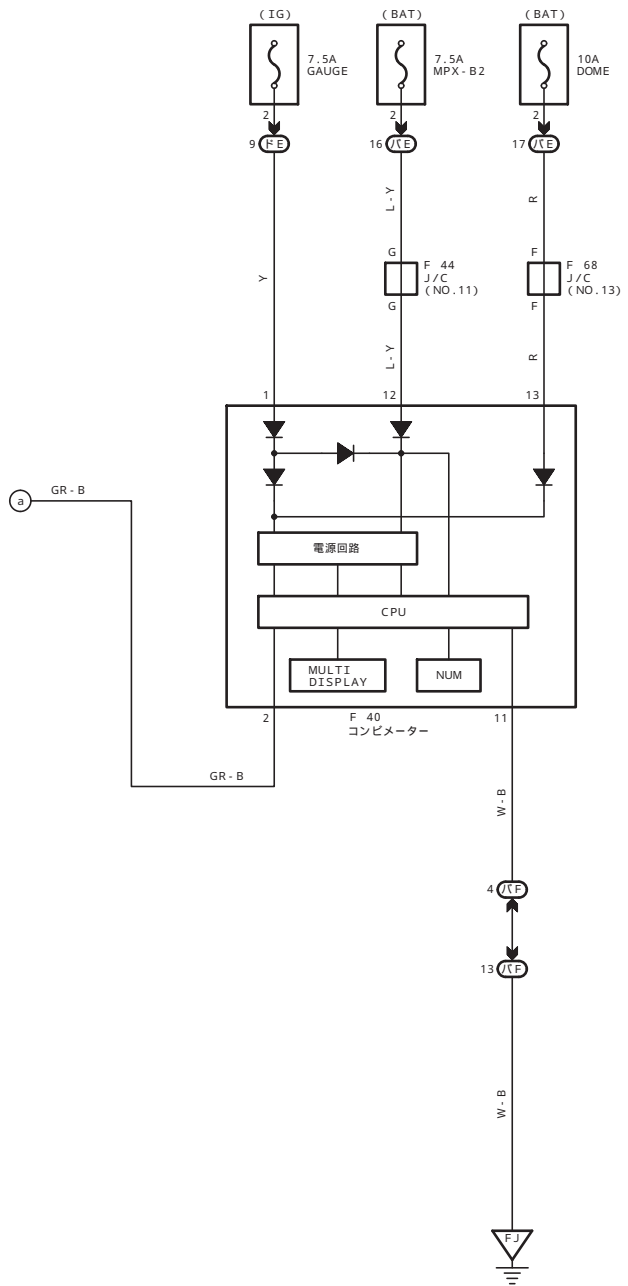 (IG)
(BAT)
(BAT)
7.5A
GAUGE
7.5A
MPX-B2
10A
DOME
2
2
2
9 ドE
16 バE
17 バE
L-Y
R
G
F
F 44
J/C
(NO.11)
F 68
J/C
(NO.13)
Y
G
F
L-Y
R
1
12
13
a
GR-B
電源回路
CPU
MULTI
DISPLAY
NUM
2
F 40
コンビメーター
11
GR-B
W-B
4 バF
13 バF
W-B
FJ